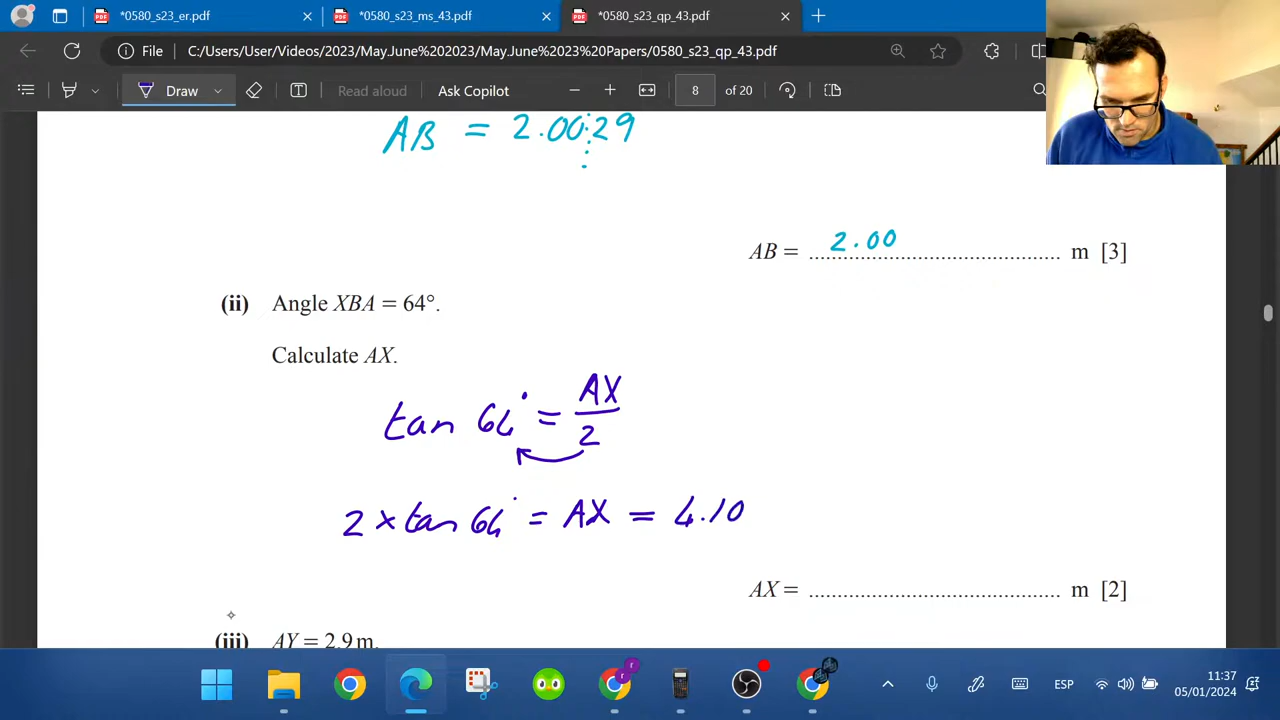 *0580_s23_er.pdf
*0580_s23_ms_43.pdf
*0580_s23_qp_43.pdf
File
C:/Users/User/Videos/2023/May.June%202023/May.June%202023%20Papers/0580_s23_qp_43.pdf
Draw
Read aloud
Ask Copilot
8 of 20
AB = 2.00:29
2.00
AB = ........................................... m [3]
(ii) Angle XBA = 64°.
Calculate AX.
tan 64° = AX/2
2 × tan 64° = AX = 4.10
AX = ........................................... m [2]
(iii) AY = 2.9 m.
ESP
11:37
05/01/2024